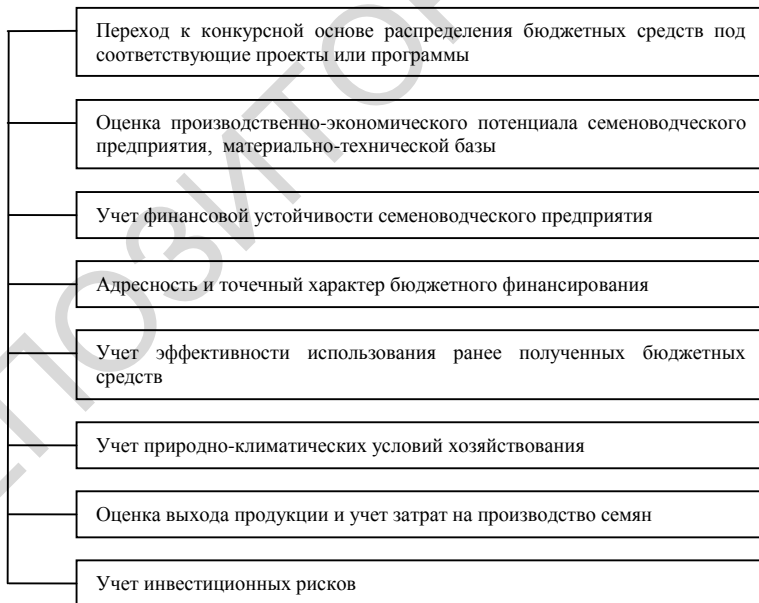 Переход к конкурсной основе распределения бюджетных средств под
соответствующие проекты или программы
Оценка производственно-экономического потенциала семеноводческого
предприятия, материально-технической базы
Учет финансовой устойчивости семеноводческого предприятия
Адресность и точечный характер бюджетного финансирования
Учет эффективности использования ранее полученных бюджетных
средств
Учет природно-климатических условий хозяйствования
Оценка выхода продукции и учет затрат на производство семян
Учет инвестиционных рисков